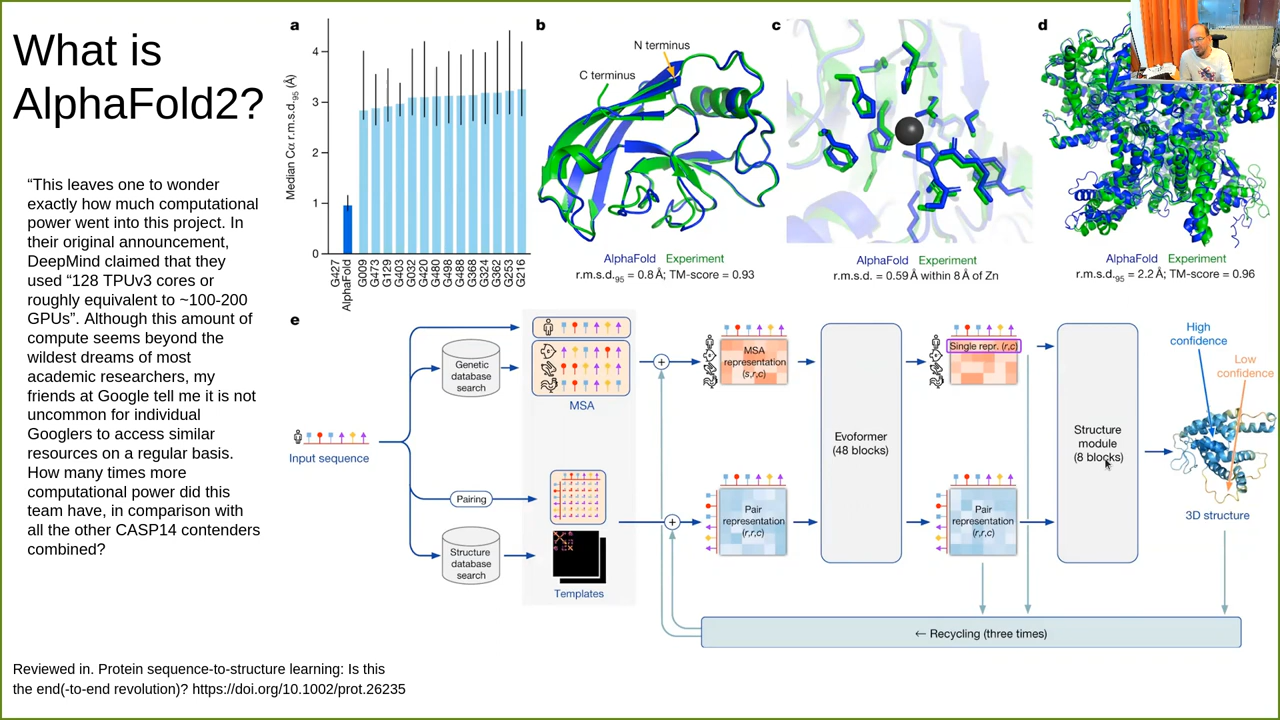 What is
AlphaFold2?
“This leaves one to wonder
exactly how much computational
power went into this project. In
their original announcement,
DeepMind claimed that they
used “128 TPUv3 cores or
roughly equivalent to ~100-200
GPUs”. Although this amount of
compute seems beyond the
wildest dreams of most
academic researchers, my
friends at Google tell me it is not
uncommon for individual
Googlers to access similar
resources on a regular basis.
How many times more
computational power did this
team have, in comparison with
all the other CASP14 contenders
combined?
Reviewed in. Protein sequence-to-structure learning: Is this
the end(-to-end revolution)? https://doi.org/10.1002/prot.26235
a
Median Cα r.m.s.d.95 (Å)
4
3
2
1
0
G427
AlphaFold
G009
G473
G129
G403
G032
G420
G480
G498
G488
G368
G324
G362
G253
G216
b
N terminus
C terminus
AlphaFold Experiment
r.m.s.d.95 = 0.8 Å; TM-score = 0.93
c
AlphaFold Experiment
r.m.s.d. = 0.59 Å within 8 Å of Zn
d
AlphaFold Experiment
r.m.s.d.95 = 2.2 Å; TM-score = 0.96
e
Input sequence
Genetic
database
search
MSA
Pairing
Structure
database
search
Templates
+
+
MSA
representation
(s,r,c)
Pair
representation
(r,r,c)
Evoformer
(48 blocks)
Single repr. (r,c)
Pair
representation
(r,r,c)
Structure
module
(8 blocks)
High
confidence
Low
confidence
3D structure
← Recycling (three times)